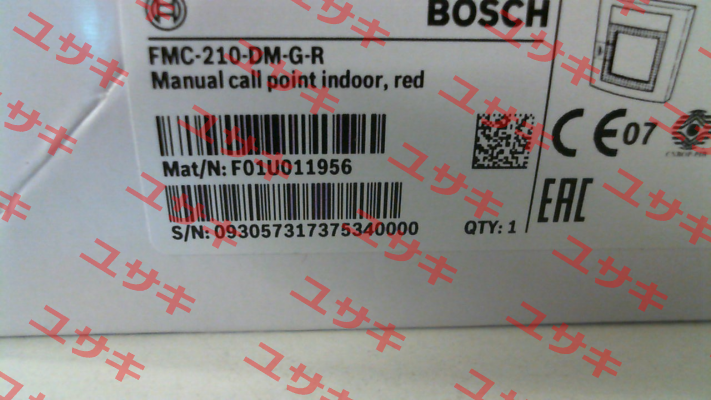 BOSCH
FMC-210-DM-G-R
Manual call point indoor, red
Mat/N: F01U011956
S/N: 093057317375340000
QTY: 1
CE 07
EAC
ユサキ